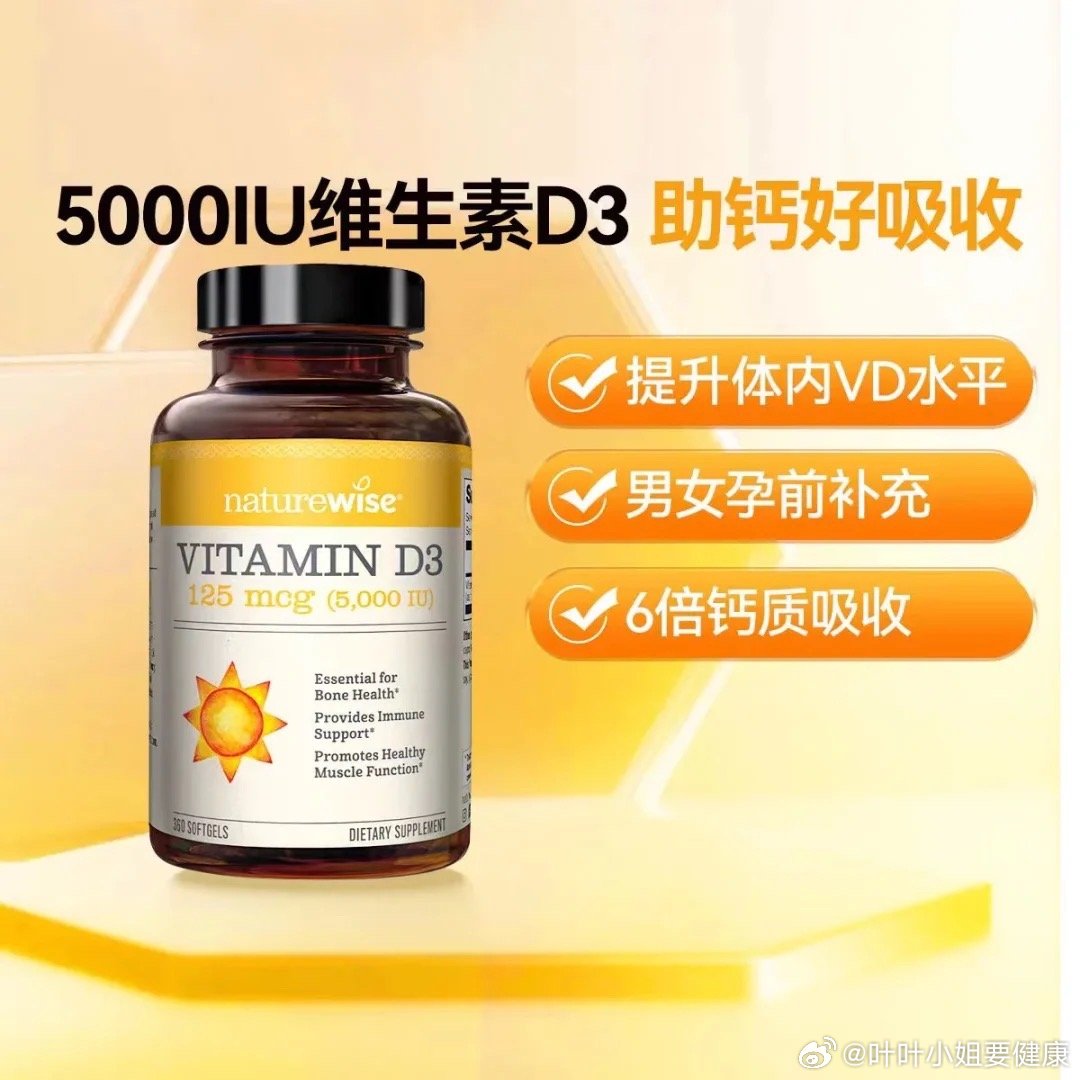 5000IU维生素D3 助钙好吸收
提升体内VD水平
男女孕前补充
6倍钙质吸收
naturewise®
VITAMIN D3
125 mcg (5,000 IU)
Essential for
Bone Health*
Provides Immune
Support*
Promotes Healthy
Muscle Function*
360 SOFTGELS
DIETARY SUPPLEMENT
@叶叶小姐要健康